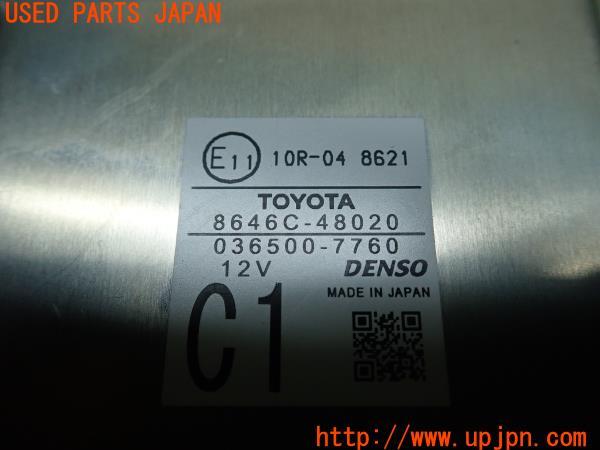 USED PARTS JAPAN
E11 10R-04 8621
TOYOTA
8646C-48020
036500-7760
12V DENSO
MADE IN JAPAN
C1
http://www.upjpn.com